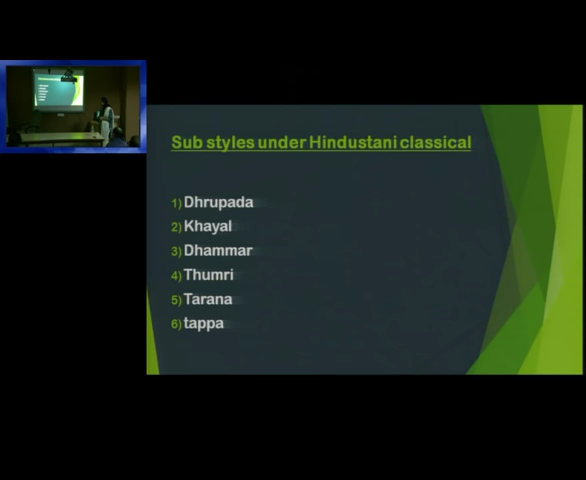 Sub styles under Hindustani classical
1) Dhrupada
2) Khayal
3) Dhammar
4) Thumri
5) Tarana
6) tappa